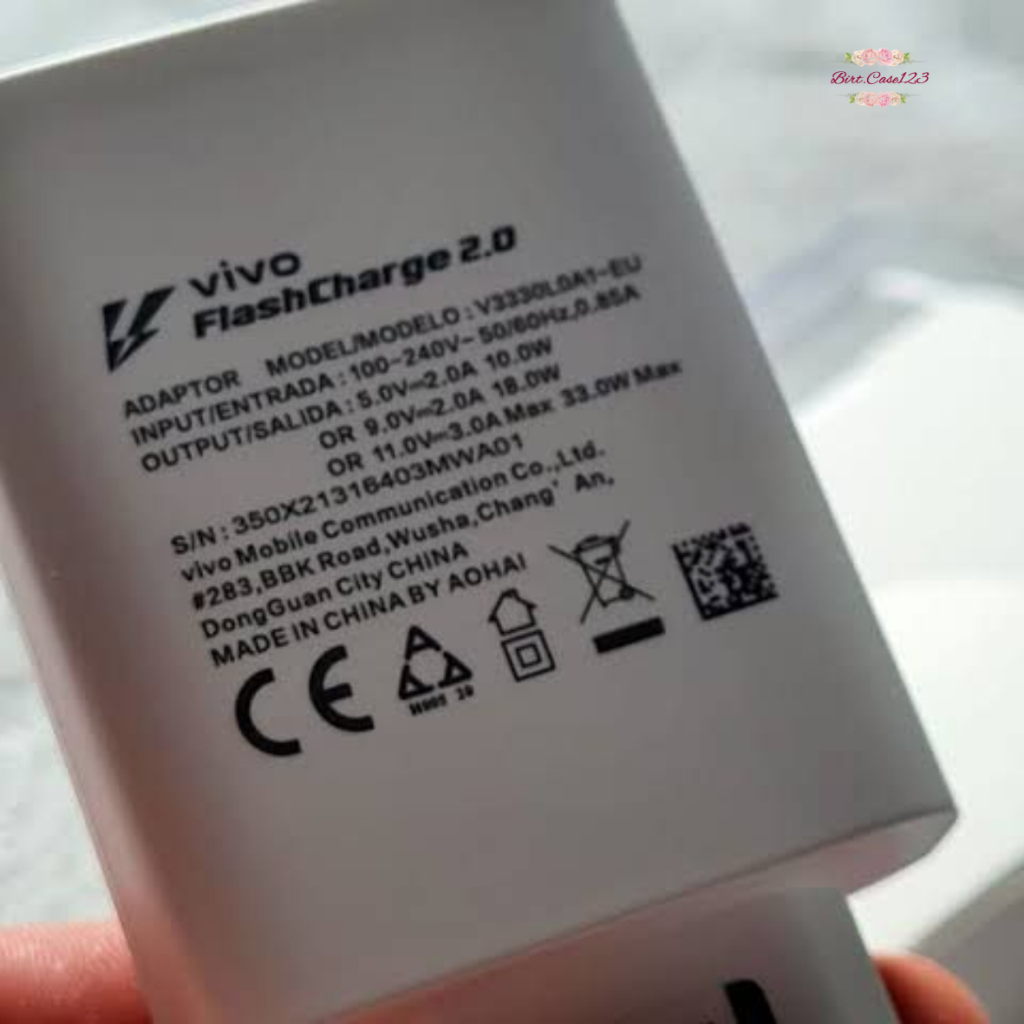 Birt.Case123
vivo
FlashCharge 2.0
ADAPTOR MODEL/MODELO : V3330L0A1-EU
INPUT/ENTRADA : 100-240V~ 50/60Hz,0.85A
OUTPUT/SALIDA : 5.0V⎓2.0A 10.0W
OR 9.0V⎓2.0A 18.0W
OR 11.0V⎓3.0A Max 33.0W Max
S/N : 350X21316403MWA01
vivo Mobile Communication Co.,Ltd.
#283,BBK Road,Wusha,Chang' An,
DongGuan City CHINA
MADE IN CHINA BY AOHAI
CE